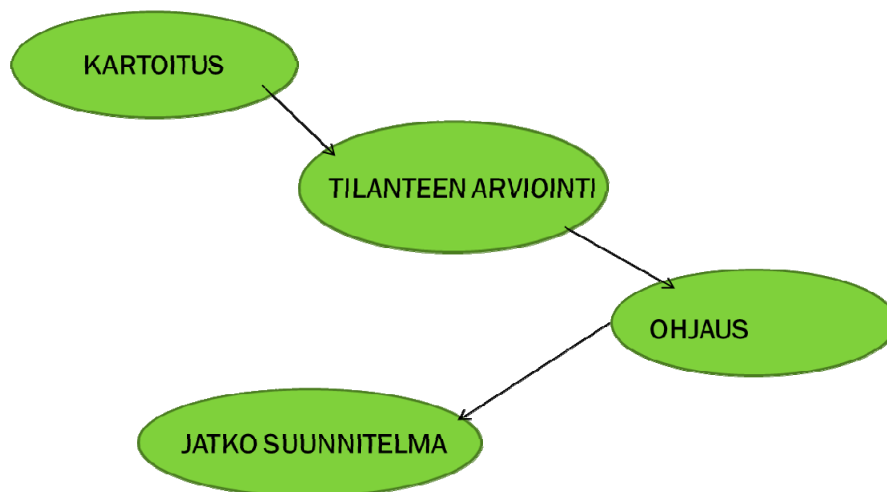 KARTOITUS
TILANTEEN ARVIOINTI
OHJAUS
JATKO SUUNNITELMA